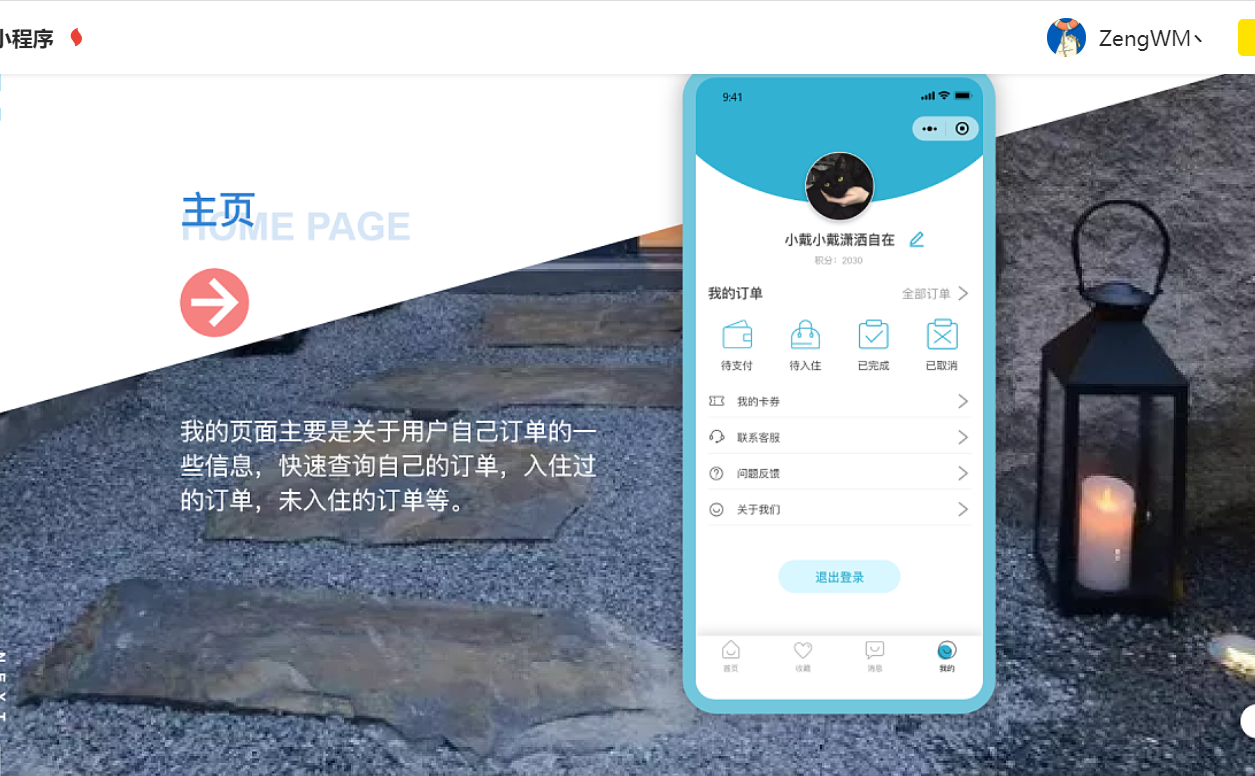 小程序
ZengWM丶
主页
HOME PAGE
我的页面主要是关于用户自己订单的一
些信息，快速查询自己的订单，入住过
的订单，未入住的订单等。
9:41
小戴小戴潇洒自在
积分：2030
我的订单 全部订单
待支付 待入住 已完成 已取消
我的卡券
联系客服
问题反馈
关于我们
退出登录
首页 收藏 消息 我的
NEXT